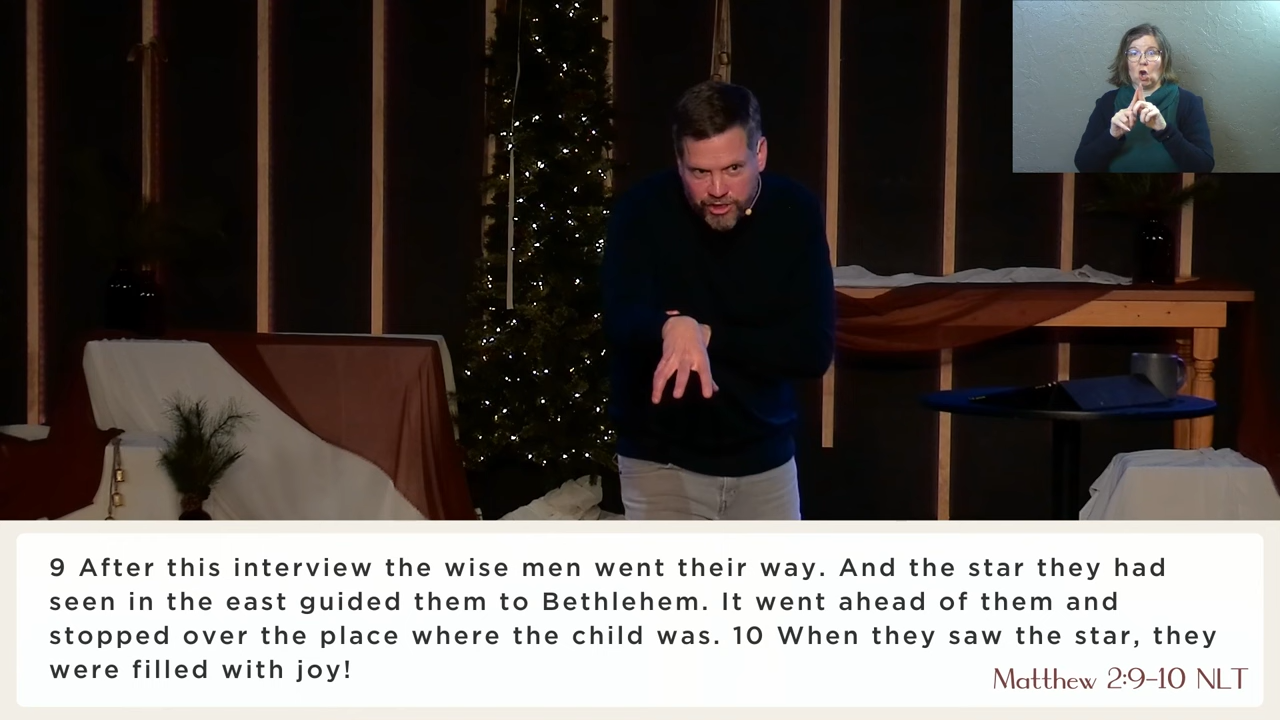 9 After this interview the wise men went their way. And the star they had
seen in the east guided them to Bethlehem. It went ahead of them and
stopped over the place where the child was. 10 When they saw the star, they
were filled with joy!
Matthew 2:9–10 NLT